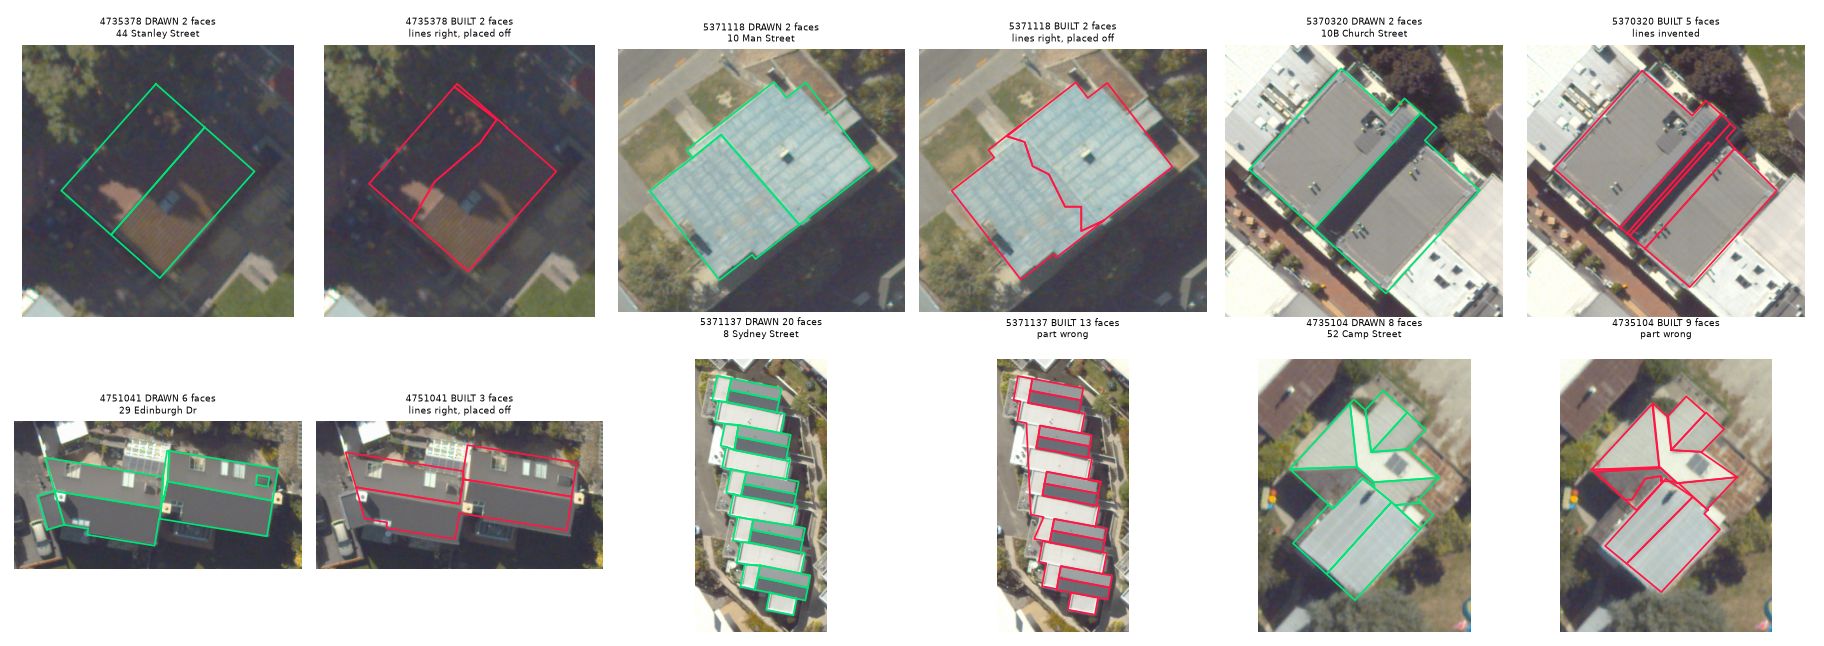 4735378 DRAWN 2 faces
44 Stanley Street
4735378 BUILT 2 faces
lines right, placed off
5371118 DRAWN 2 faces
10 Man Street
5371118 BUILT 2 faces
lines right, placed off
5370320 DRAWN 2 faces
10B Church Street
5370320 BUILT 5 faces
lines invented
4751041 DRAWN 6 faces
29 Edinburgh Dr
4751041 BUILT 3 faces
lines right, placed off
5371137 DRAWN 20 faces
8 Sydney Street
5371137 BUILT 13 faces
part wrong
4735104 DRAWN 8 faces
52 Camp Street
4735104 BUILT 9 faces
part wrong